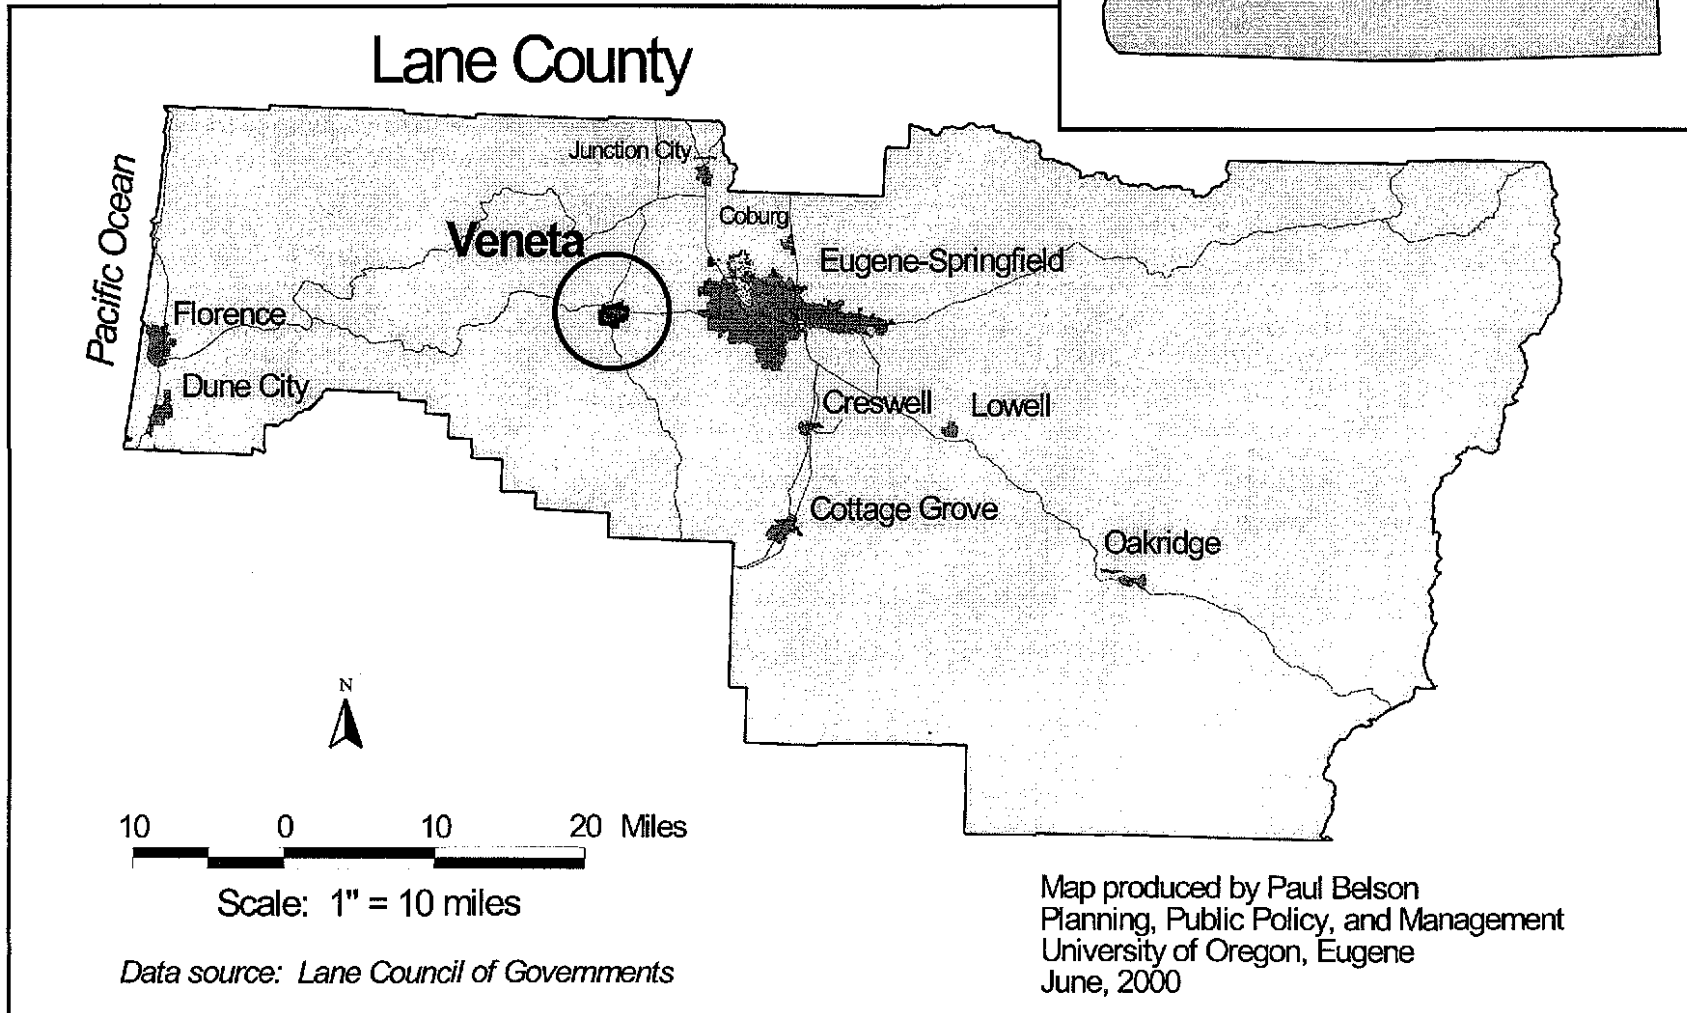 Lane County
Pacific Ocean
Junction City
Coburg
Veneta
Eugene-Springfield
Florence
Dune City
Creswell
Lowell
Cottage Grove
Oakridge
N
10 0 10 20 Miles
Scale: 1" = 10 miles
Data source: Lane Council of Governments
Map produced by Paul Belson
Planning, Public Policy, and Management
University of Oregon, Eugene
June, 2000